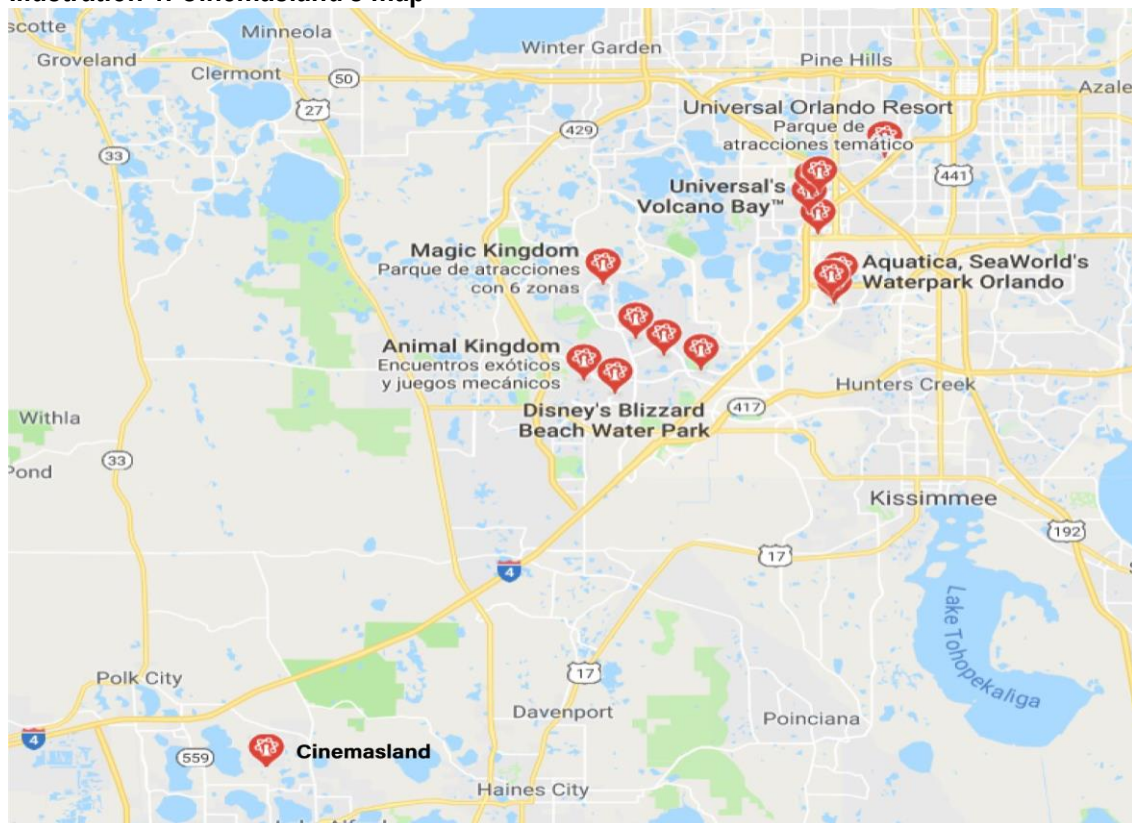 scotte
Minneola
Groveland
Clermont
50
27
Winter Garden
Pine Hills
Azale
429
33
Universal Orlando Resort
Parque de
atracciones temático
441
Universal's
Volcano Bay™
Magic Kingdom
Parque de atracciones
con 6 zonas
Aquatica, SeaWorld's
Waterpark Orlando
Animal Kingdom
Encuentros exóticos
y juegos mecánicos
Hunters Creek
417
Disney's Blizzard
Beach Water Park
Withla
33
Pond
Kissimmee
192
17
4
Lake Tohopekaliga
17
Polk City
Davenport
Poinciana
4
559
Cinemasland
Haines City